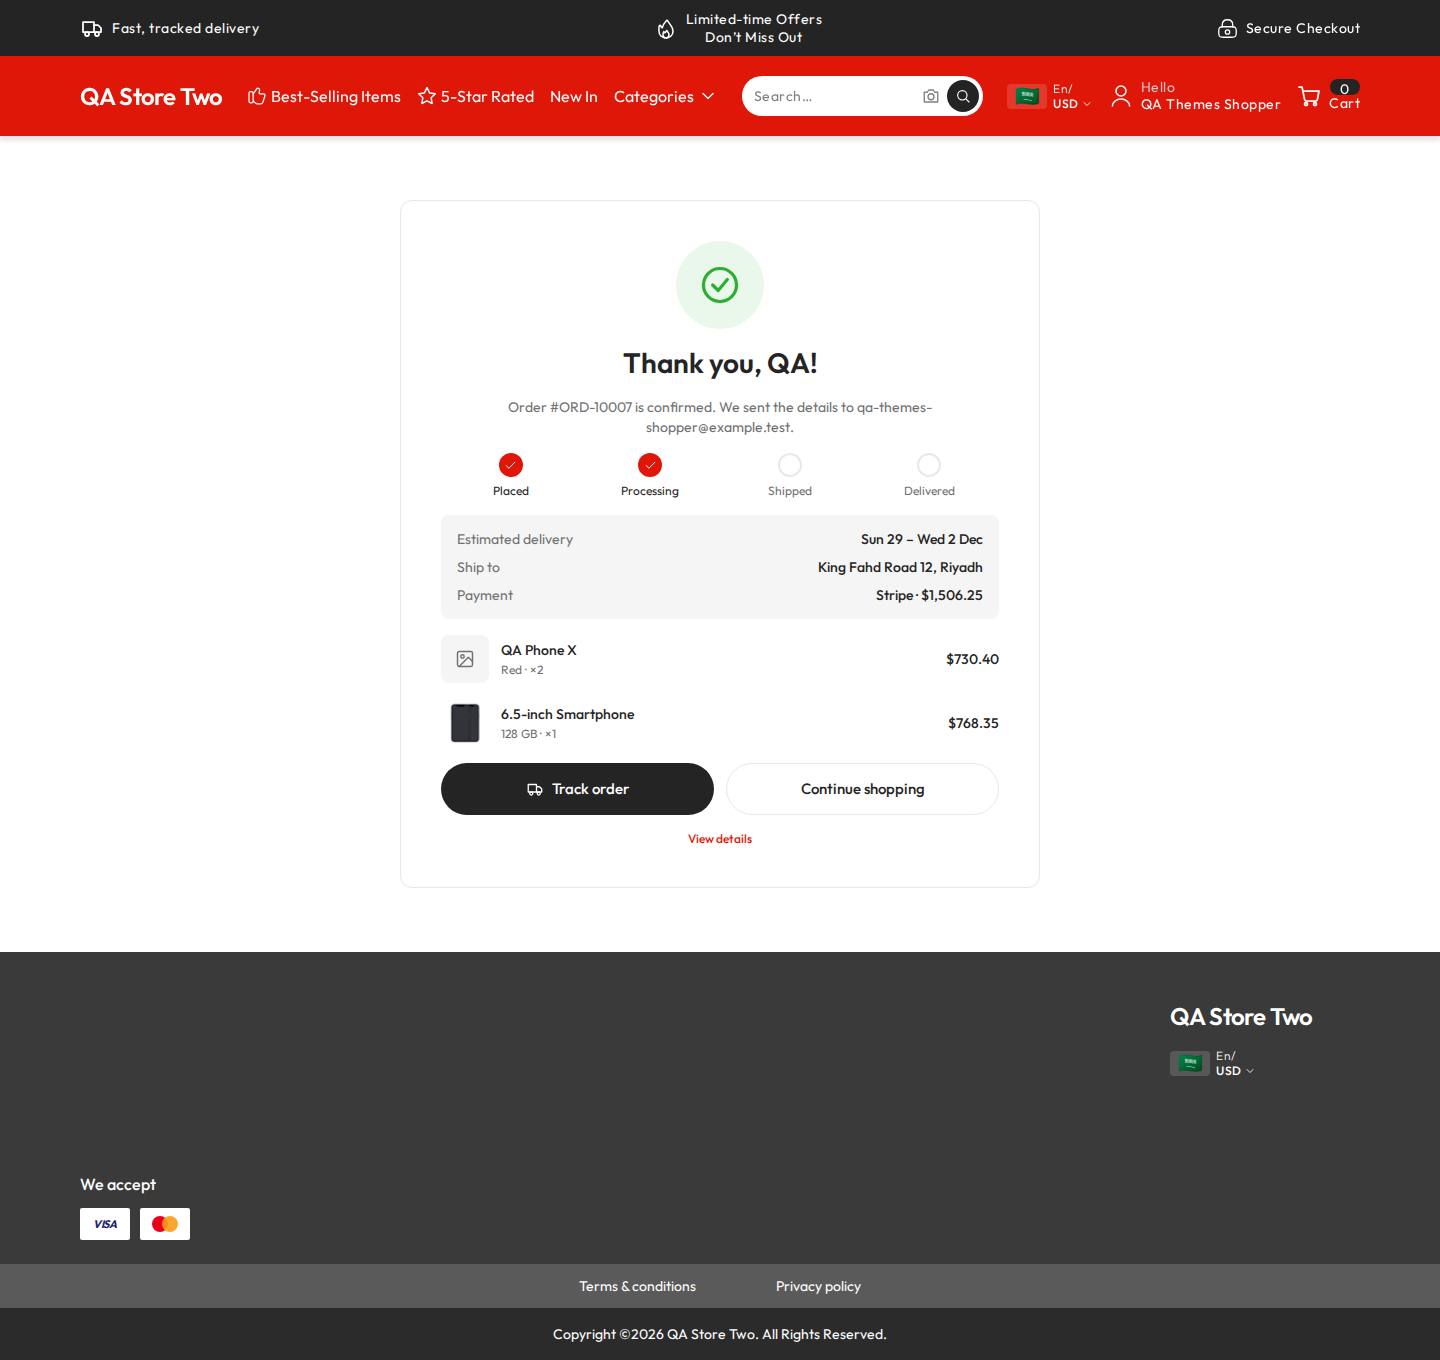 Fast, tracked delivery
Limited-time Offers
Don't Miss Out
Secure Checkout
QA Store Two
Best-Selling Items
5-Star Rated
New In
Categories
Search...
En/
USD
Hello
QA Themes Shopper
0
Cart
Thank you, QA!
Order #ORD-10007 is confirmed. We sent the details to qa-themes-
shopper@example.test.
Placed
Processing
Shipped
Delivered
Estimated delivery
Sun 29 – Wed 2 Dec
Ship to
King Fahd Road 12, Riyadh
Payment
Stripe · $1,506.25
QA Phone X
Red · ×2
$730.40
6.5-inch Smartphone
128 GB · ×1
$768.35
Track order
Continue shopping
View details
QA Store Two
En/
USD
We accept
VISA
Terms & conditions
Privacy policy
Copyright ©2026 QA Store Two. All Rights Reserved.